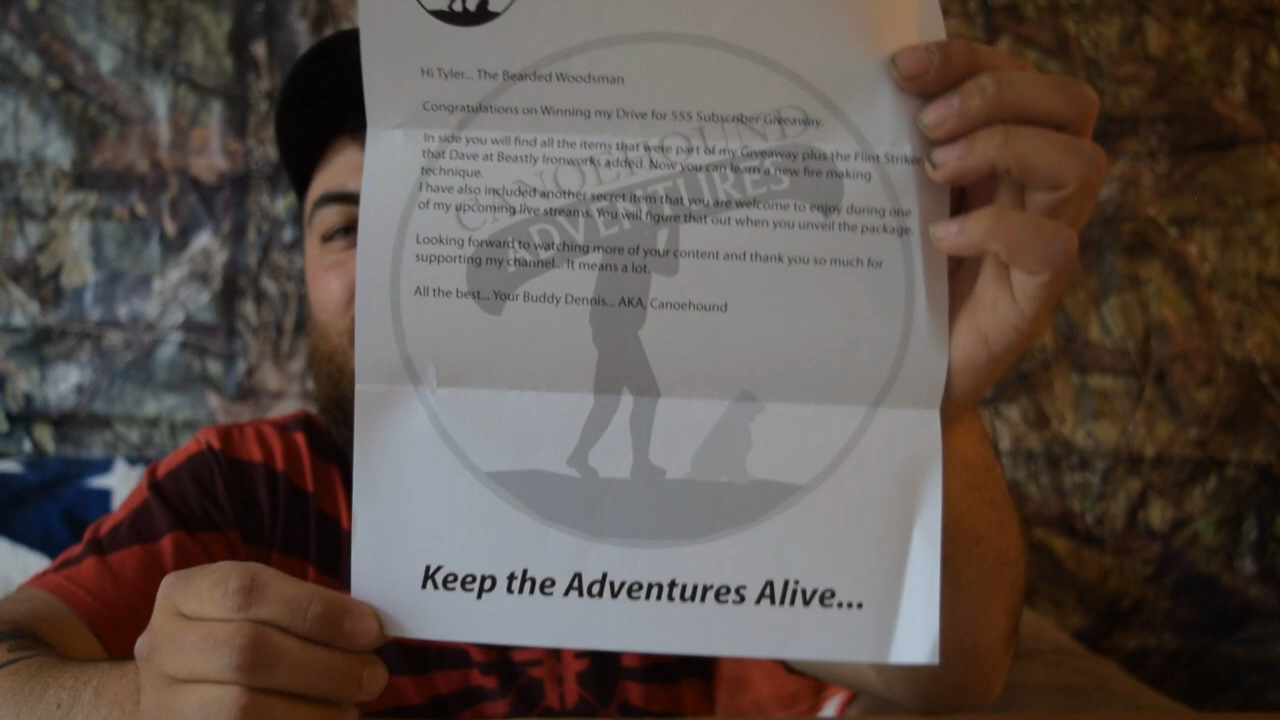 Hi Tyler... The Bearded Woodsman
Congratulations on Winning my Drive for 555 Subscriber Giveaway.
In side you will find all the items that were part of my Giveaway plus the Flint Striker
that Dave at Beastly Ironworks added. Now you can learn a new fire making
technique.
I have also included another secret item that you are welcome to enjoy during one
of my upcoming live streams. You will figure that out when you unveil the package.
Looking forward to watching more of your content and thank you so much for
supporting my channel... It means a lot.
All the best... Your Buddy Dennis... AKA, Canoehound
CANOEHOUND
ADVENTURES
Keep the Adventures Alive...